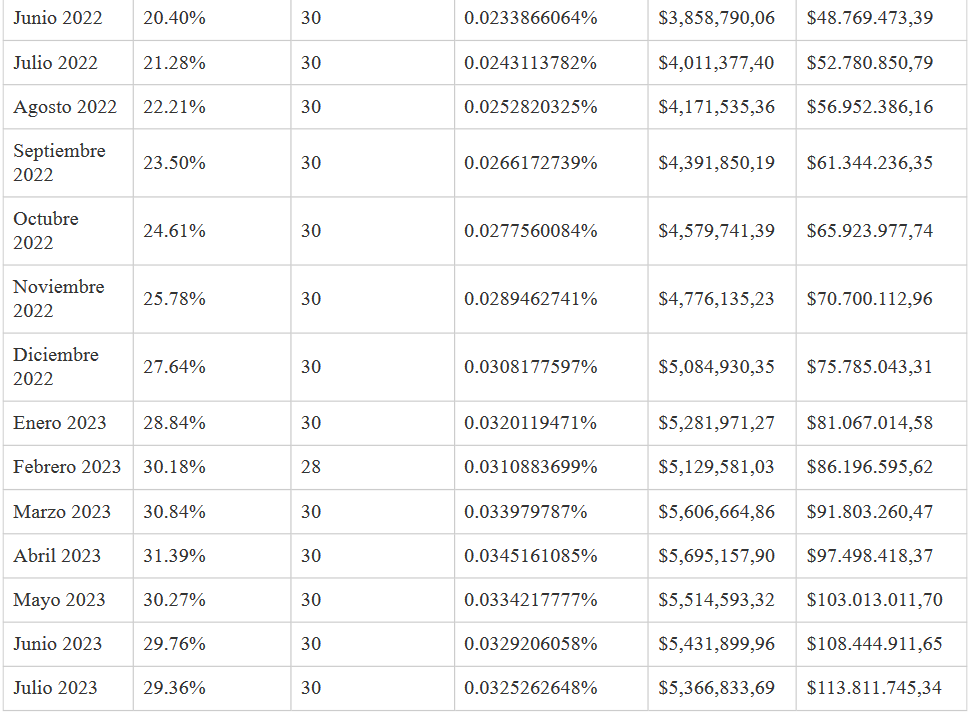 Junio 2022 20.40% 30 0.0233866064% $3,858,790,06 $48.769.473,39
Julio 2022 21.28% 30 0.0243113782% $4,011,377,40 $52.780.850,79
Agosto 2022 22.21% 30 0.0252820325% $4,171,535,36 $56.952.386,16
Septiembre
2022 23.50% 30 0.0266172739% $4,391,850,19 $61.344.236,35
Octubre
2022 24.61% 30 0.0277560084% $4,579,741,39 $65.923.977,74
Noviembre
2022 25.78% 30 0.0289462741% $4,776,135,23 $70.700.112,96
Diciembre
2022 27.64% 30 0.0308177597% $5,084,930,35 $75.785.043,31
Enero 2023 28.84% 30 0.0320119471% $5,281,971,27 $81.067.014,58
Febrero 2023 30.18% 28 0.0310883699% $5,129,581,03 $86.196.595,62
Marzo 2023 30.84% 30 0.033979787% $5,606,664,86 $91.803.260,47
Abril 2023 31.39% 30 0.0345161085% $5,695,157,90 $97.498.418,37
Mayo 2023 30.27% 30 0.0334217777% $5,514,593,32 $103.013.011,70
Junio 2023 29.76% 30 0.0329206058% $5,431,899,96 $108.444.911,65
Julio 2023 29.36% 30 0.0325262648% $5,366,833,69 $113.811.745,34